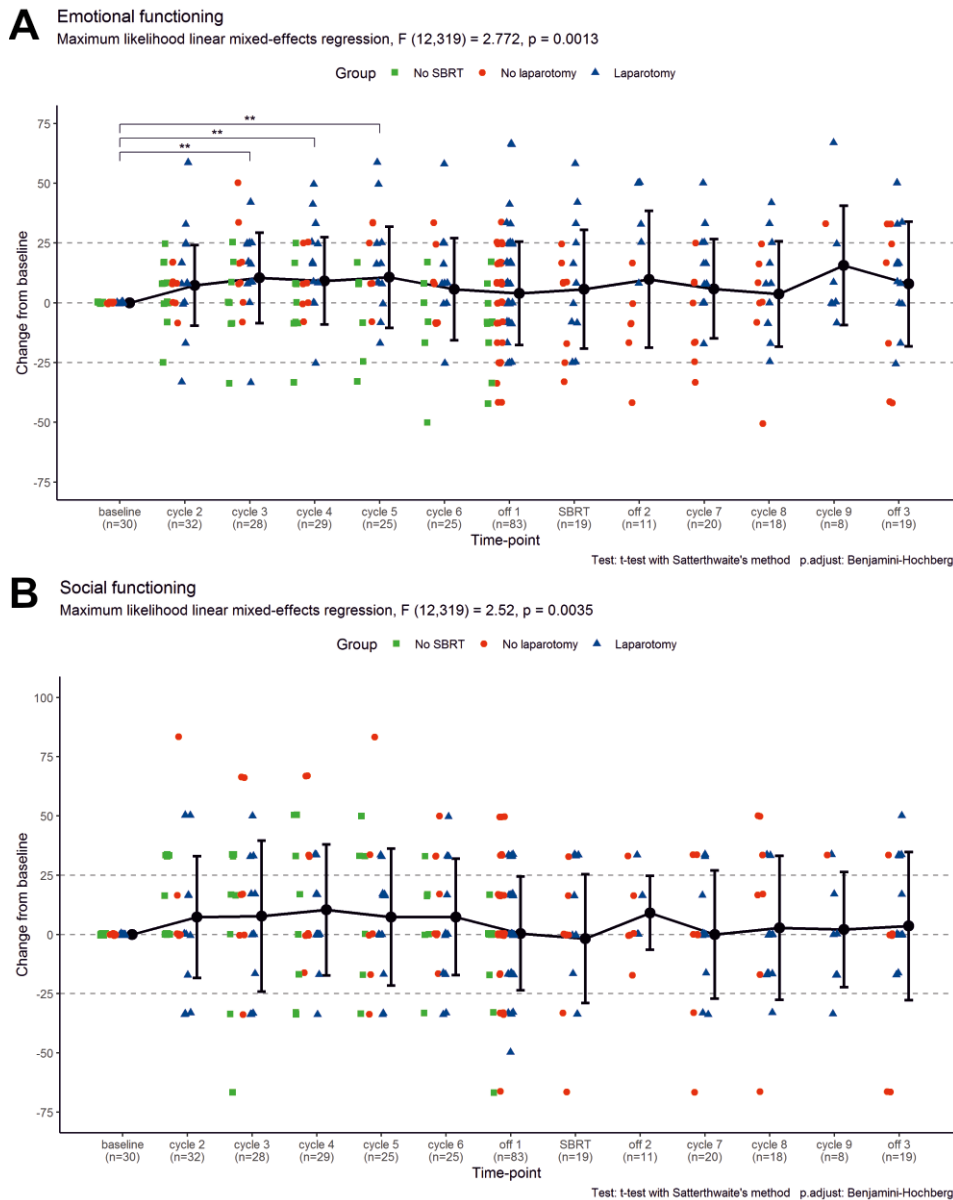 A Emotional functioning
Maximum likelihood linear mixed-effects regression, F (12,319) = 2.772, p = 0.0013
Group No SBRT No laparotomy Laparotomy
75
50
25
0
-25
-50
-75
Change from baseline
**
**
**
baseline cycle 2 cycle 3 cycle 4 cycle 5 cycle 6 off 1 SBRT off 2 cycle 7 cycle 8 cycle 9 off 3
(n=30) (n=32) (n=28) (n=29) (n=25) (n=25) (n=83) (n=19) (n=11) (n=20) (n=18) (n=8) (n=19)
Time-point
Test: t-test with Satterthwaite's method p.adjust: Benjamini-Hochberg
B Social functioning
Maximum likelihood linear mixed-effects regression, F (12,319) = 2.52, p = 0.0035
Group No SBRT No laparotomy Laparotomy
100
75
50
25
0
-25
-50
-75
Change from baseline
baseline cycle 2 cycle 3 cycle 4 cycle 5 cycle 6 off 1 SBRT off 2 cycle 7 cycle 8 cycle 9 off 3
(n=30) (n=32) (n=28) (n=29) (n=25) (n=25) (n=83) (n=19) (n=11) (n=20) (n=18) (n=8) (n=19)
Time-point
Test: t-test with Satterthwaite's method p.adjust: Benjamini-Hochberg